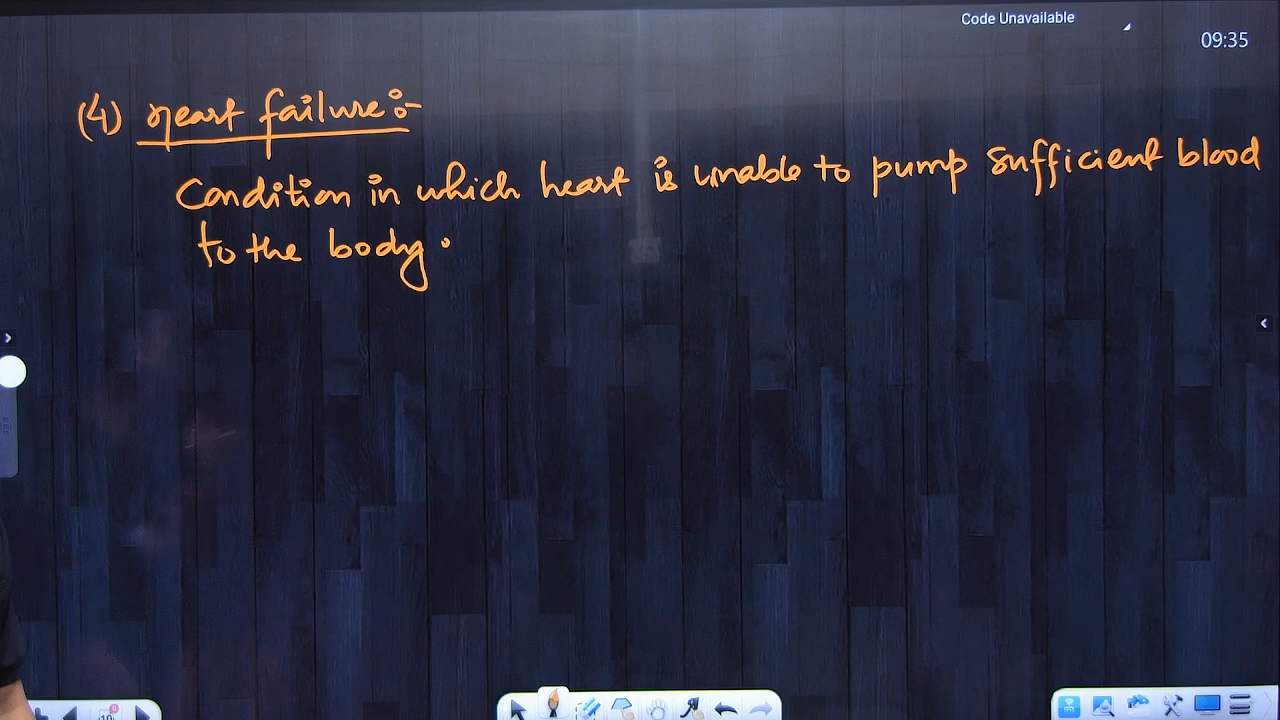 Code Unavailable
09:35
(4) Heart failure:-
Condition in which heart is unable to pump sufficient blood
to the body.